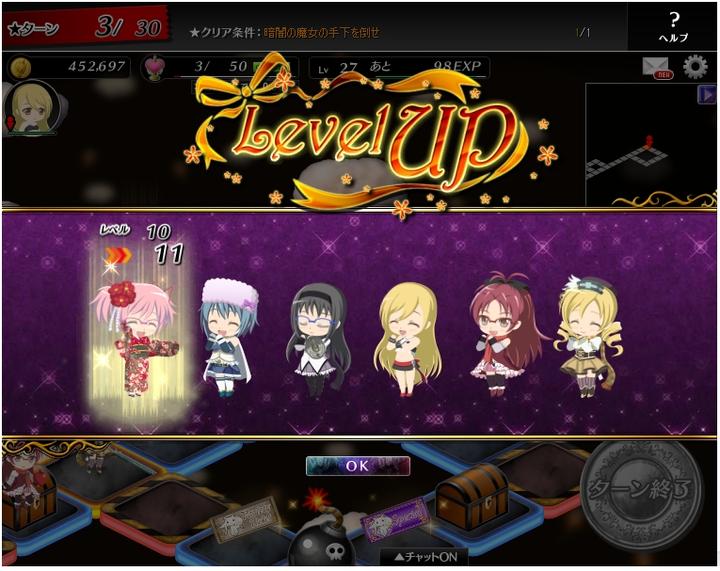 ★ターン 3/ 30
★クリア条件：暗闇の魔女の手下を倒せ 1/1
?
ヘルプ
452,697
3/ 50
Lv 27 あと 98EXP
NEW
Level UP
レベル 10
11
OK
Special
ターン終了
▲チャットON